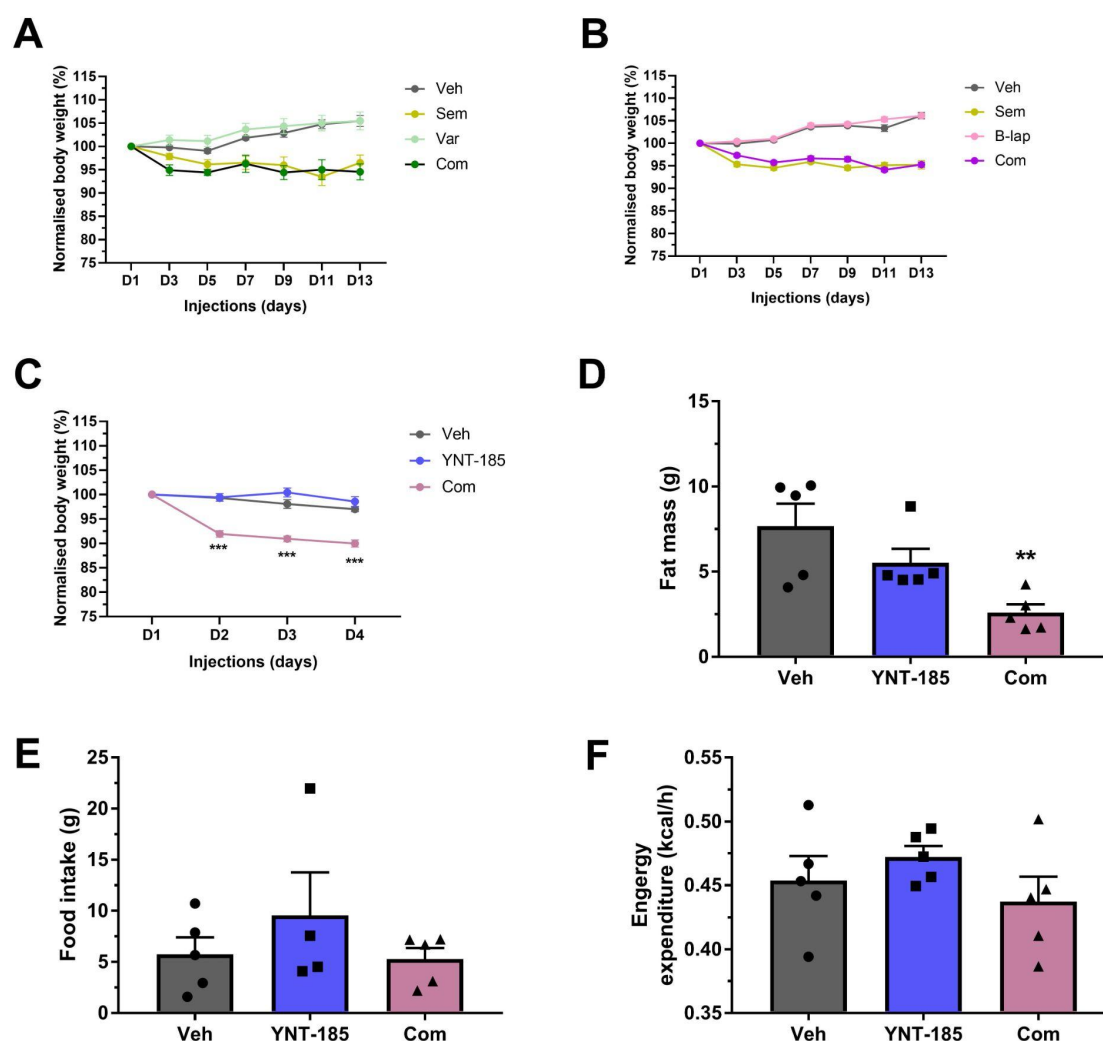 A
Normalised body weight (%)
115
110
105
100
95
90
85
80
75
D1 D3 D5 D7 D9 D11 D13
Injections (days)
Veh
Sem
Var
Com
B
Normalised body weight (%)
115
110
105
100
95
90
85
80
75
D1 D3 D5 D7 D9 D11 D13
Injections (days)
Veh
Sem
B-lap
Com
C
Normalised body weight (%)
115
110
105
100
95
90
85
80
75
*** *** ***
D1 D2 D3 D4
Injections (days)
Veh
YNT-185
Com
D
Fat mass (g)
15
10
5
0
**
Veh YNT-185 Com
E
Food intake (g)
25
20
15
10
5
0
Veh YNT-185 Com
F
Engergy
expenditure (kcal/h)
0.55
0.50
0.45
0.40
0.35
Veh YNT-185 Com